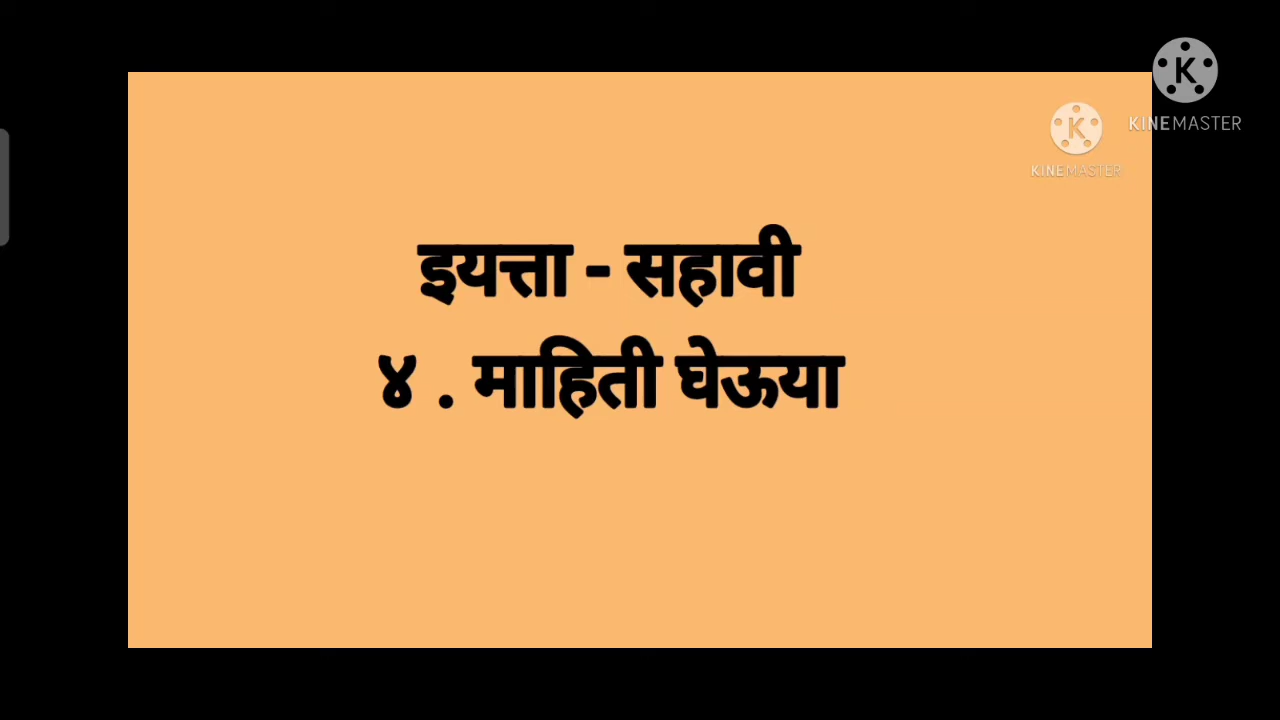 K
KINEMASTER
K
KINEMASTER
इयत्ता - सहावी
४ . माहिती घेऊया